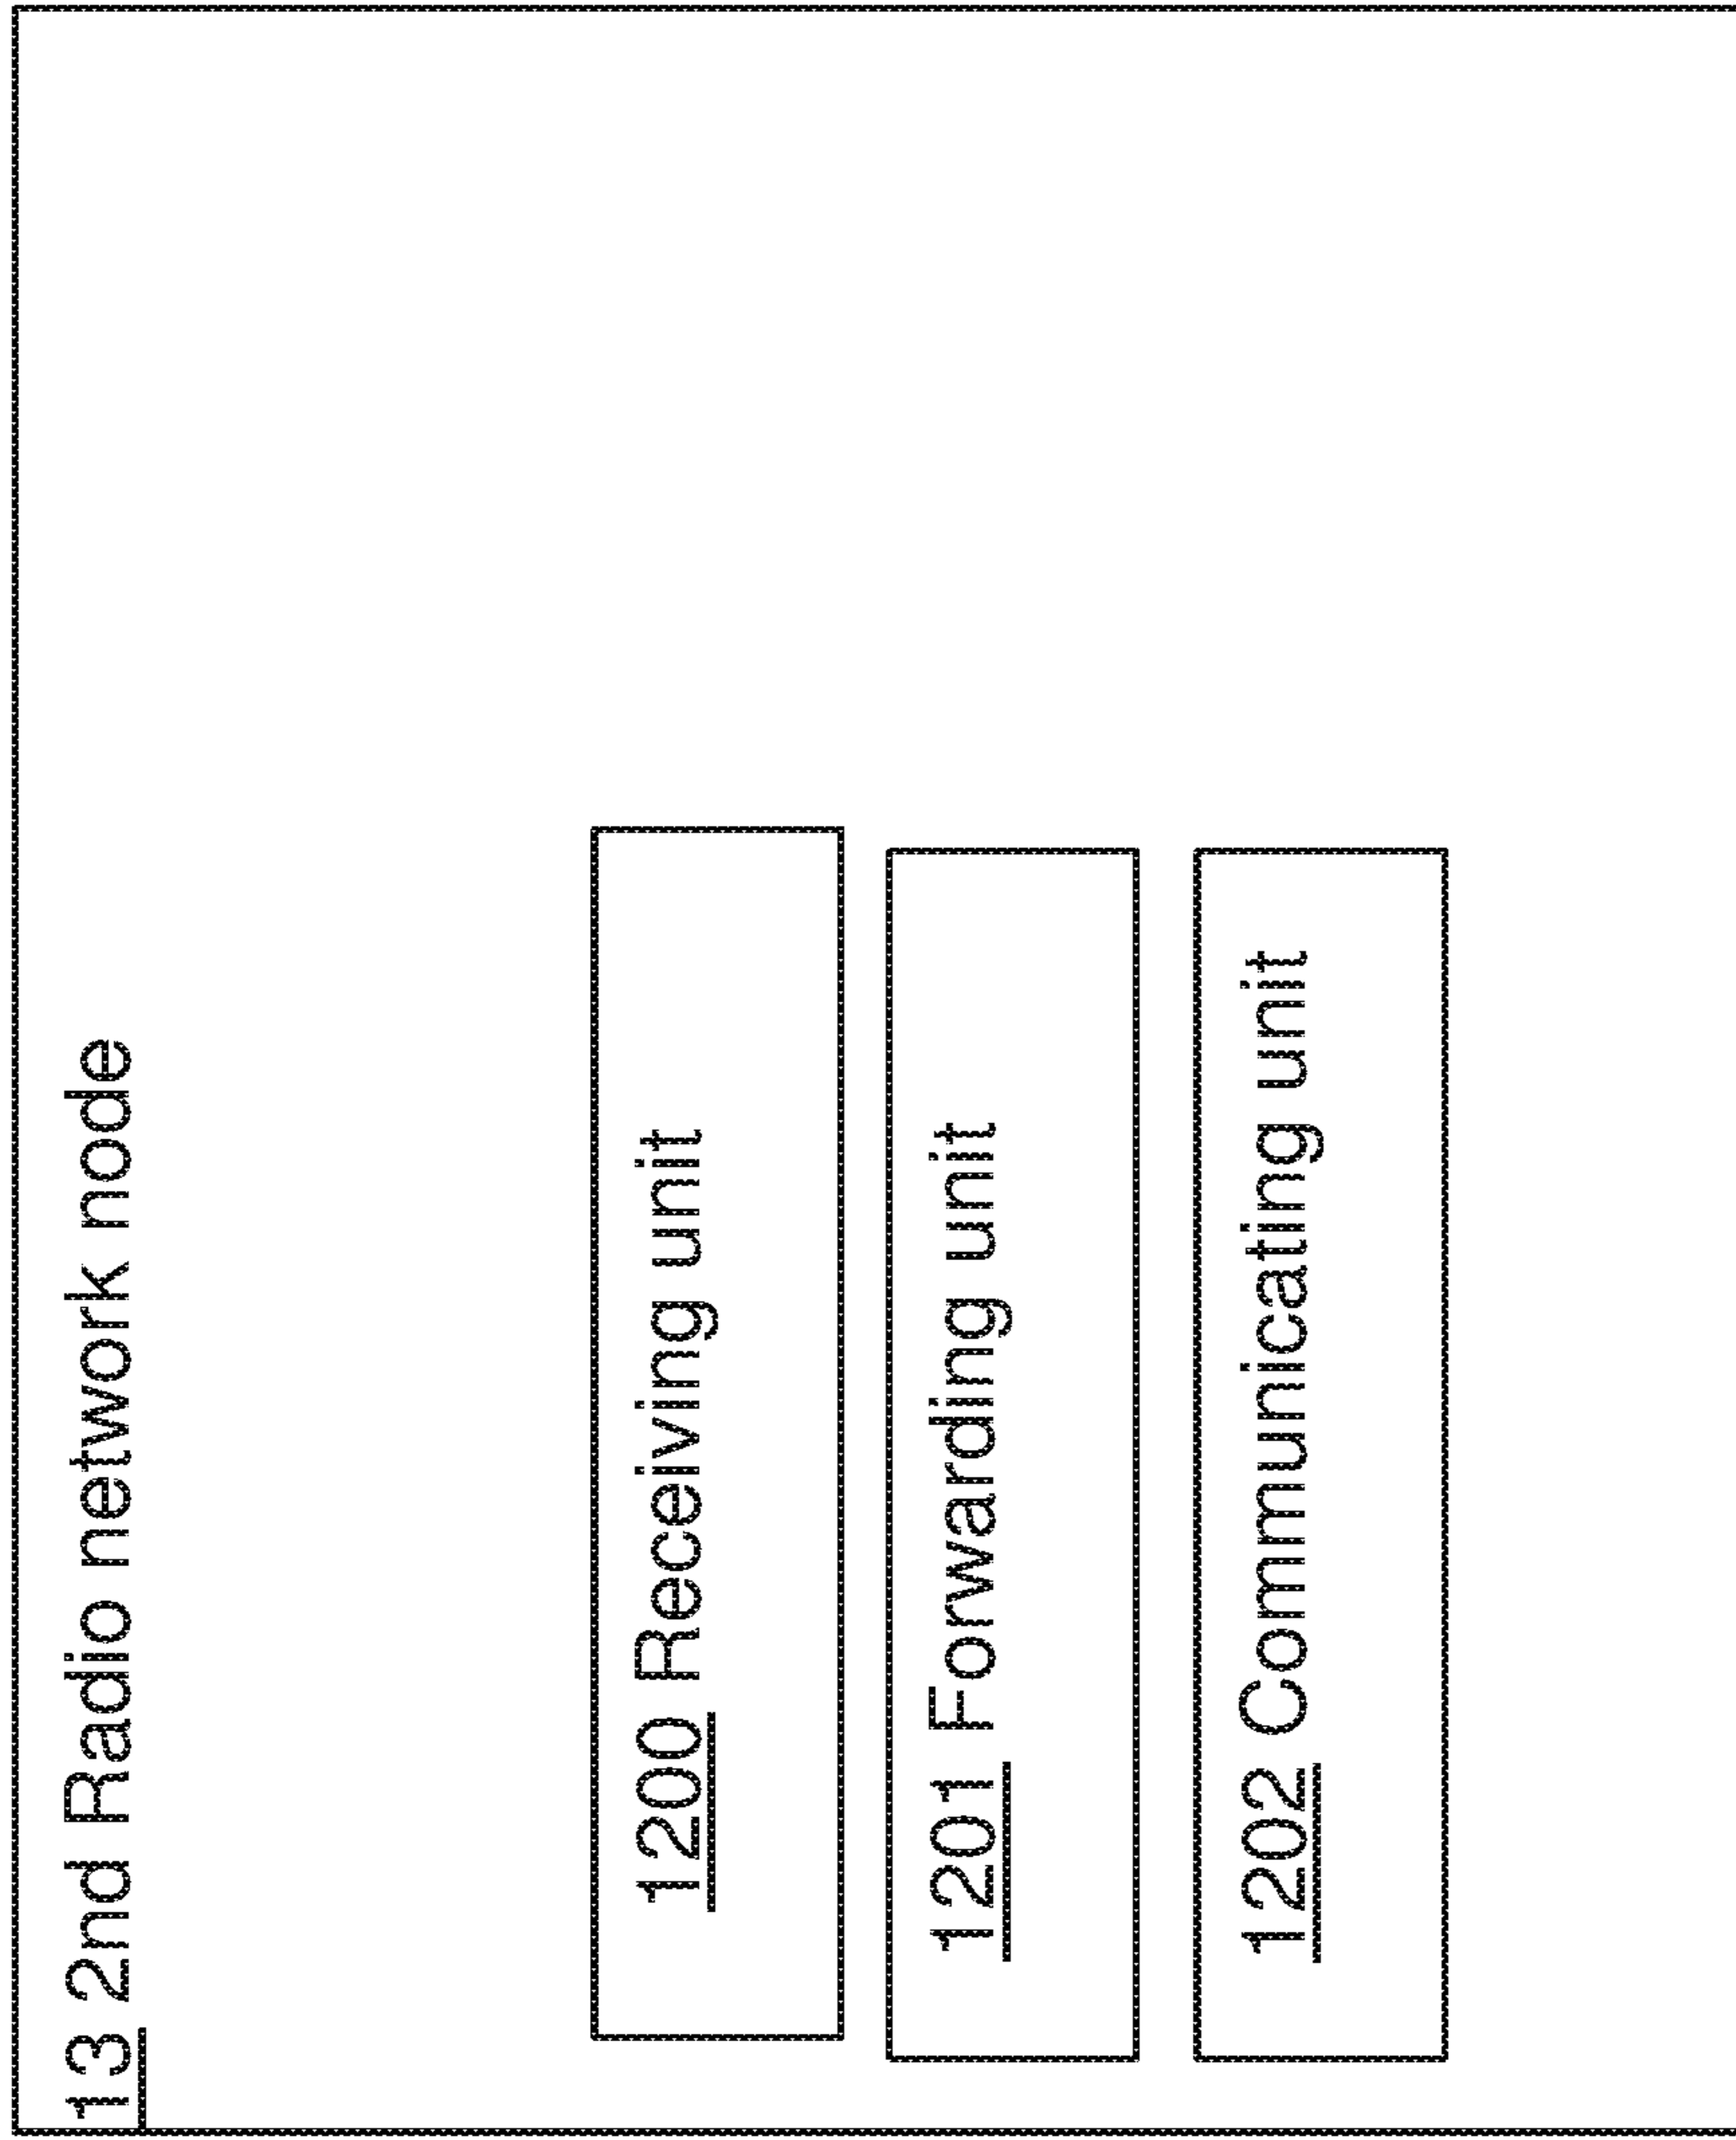 13 2nd Radio network node
1200 Receiving unit
1201 Forwarding unit
1202 Communicating unit